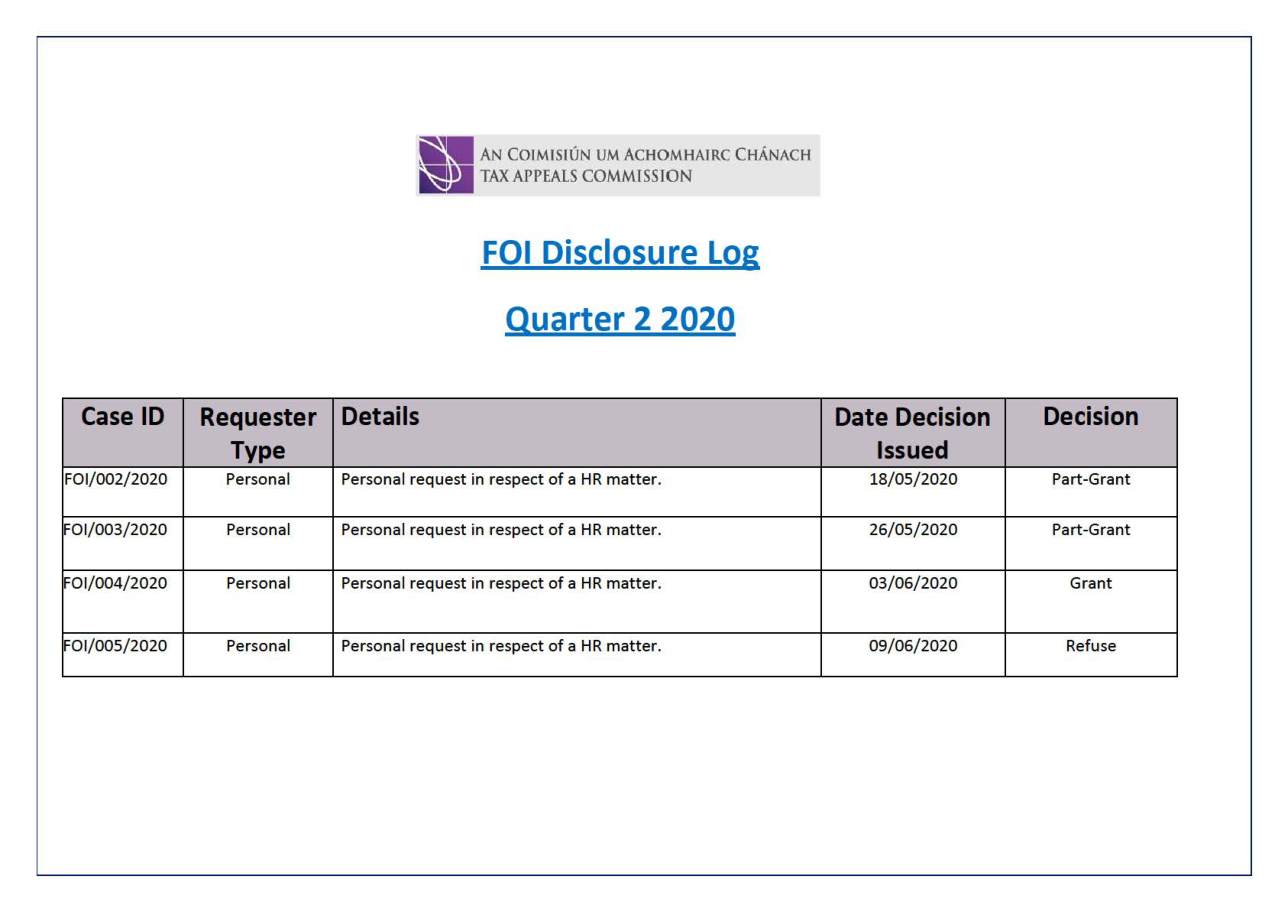 AN COIMISIÚN UM ACHOMHAIRC CHÁNACH
TAX APPEALS COMMISSION
FOI Disclosure Log
Quarter 2 2020
Case ID Requester Type Details Date Decision Issued Decision
FOI/002/2020 Personal Personal request in respect of a HR matter. 18/05/2020 Part-Grant
FOI/003/2020 Personal Personal request in respect of a HR matter. 26/05/2020 Part-Grant
FOI/004/2020 Personal Personal request in respect of a HR matter. 03/06/2020 Grant
FOI/005/2020 Personal Personal request in respect of a HR matter. 09/06/2020 Refuse